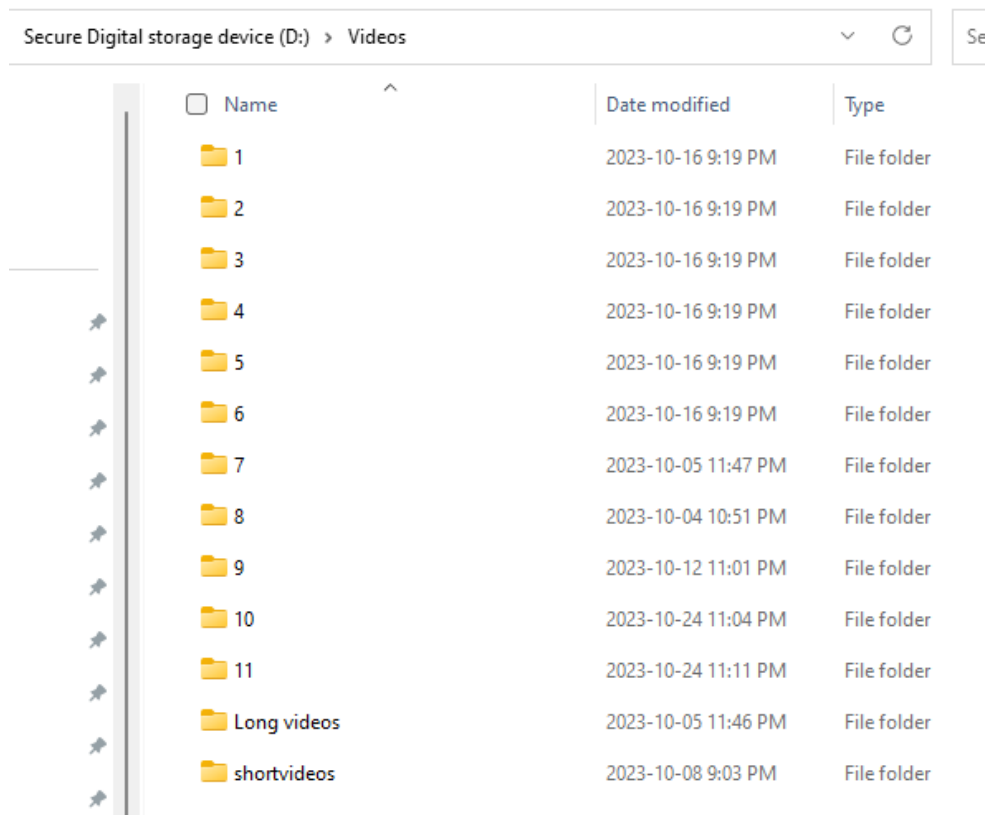 Secure Digital storage device (D:) > Videos Se
Name Date modified Type
1 2023-10-16 9:19 PM File folder
2 2023-10-16 9:19 PM File folder
3 2023-10-16 9:19 PM File folder
4 2023-10-16 9:19 PM File folder
5 2023-10-16 9:19 PM File folder
6 2023-10-16 9:19 PM File folder
7 2023-10-05 11:47 PM File folder
8 2023-10-04 10:51 PM File folder
9 2023-10-12 11:01 PM File folder
10 2023-10-24 11:04 PM File folder
11 2023-10-24 11:11 PM File folder
Long videos 2023-10-05 11:46 PM File folder
shortvideos 2023-10-08 9:03 PM File folder